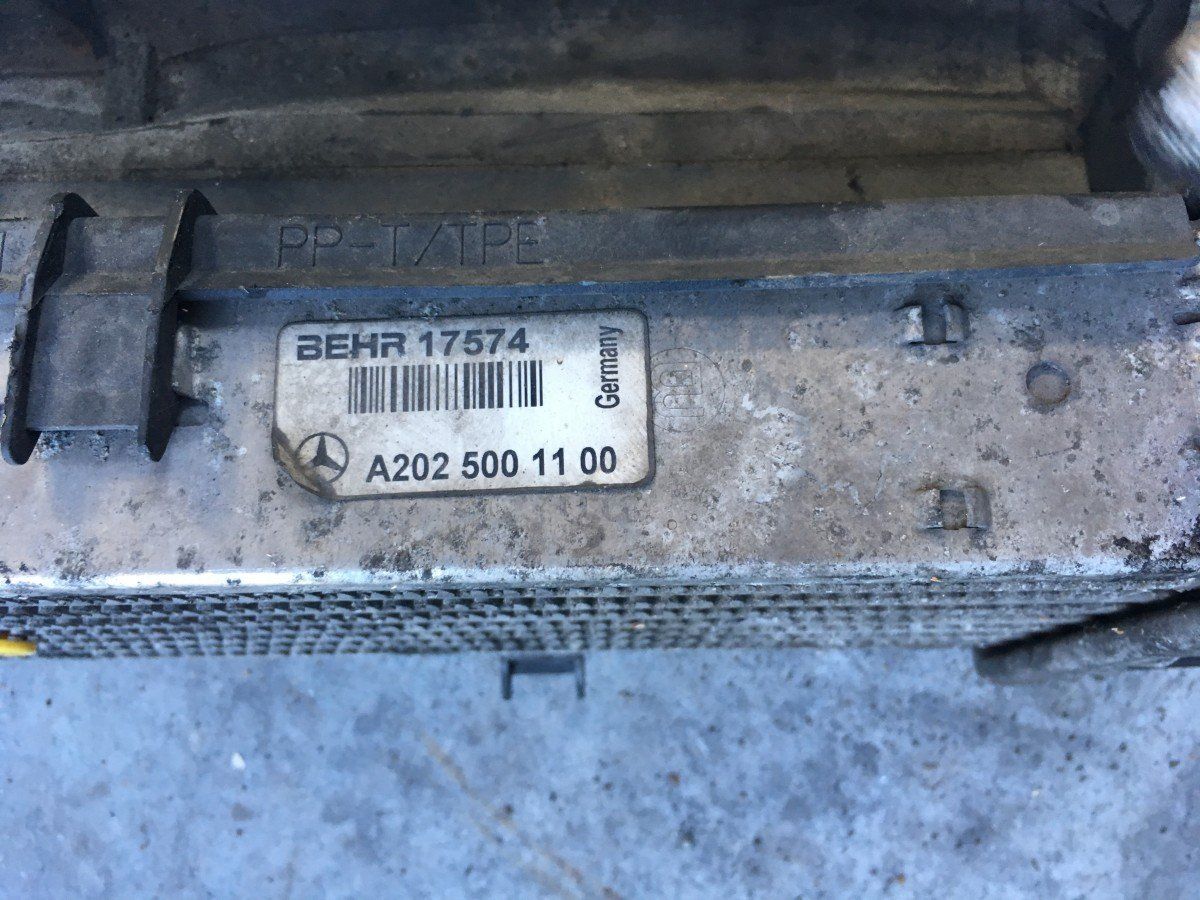 PP-T/TPE
BEHR 17574
Germany
A202 500 11 00